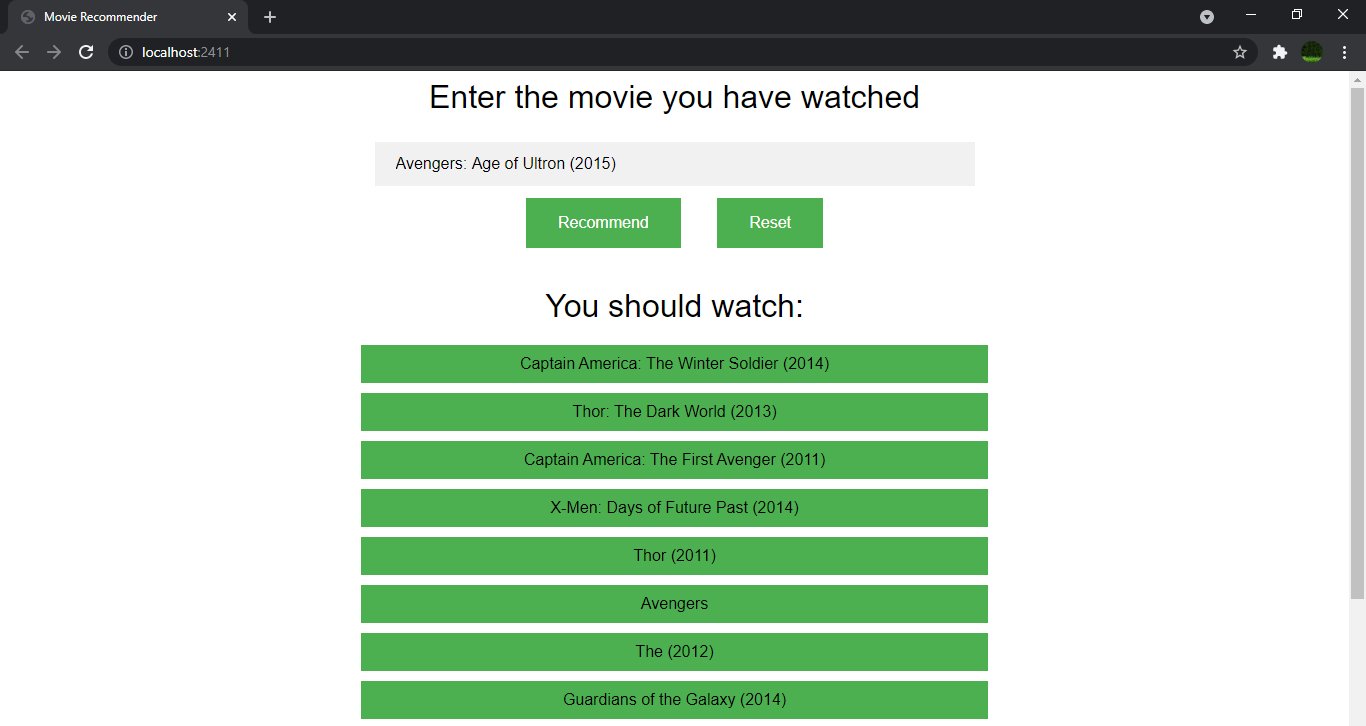 Movie Recommender
localhost:2411
Enter the movie you have watched
Avengers: Age of Ultron (2015)
Recommend Reset
You should watch:
Captain America: The Winter Soldier (2014)
Thor: The Dark World (2013)
Captain America: The First Avenger (2011)
X-Men: Days of Future Past (2014)
Thor (2011)
Avengers
The (2012)
Guardians of the Galaxy (2014)